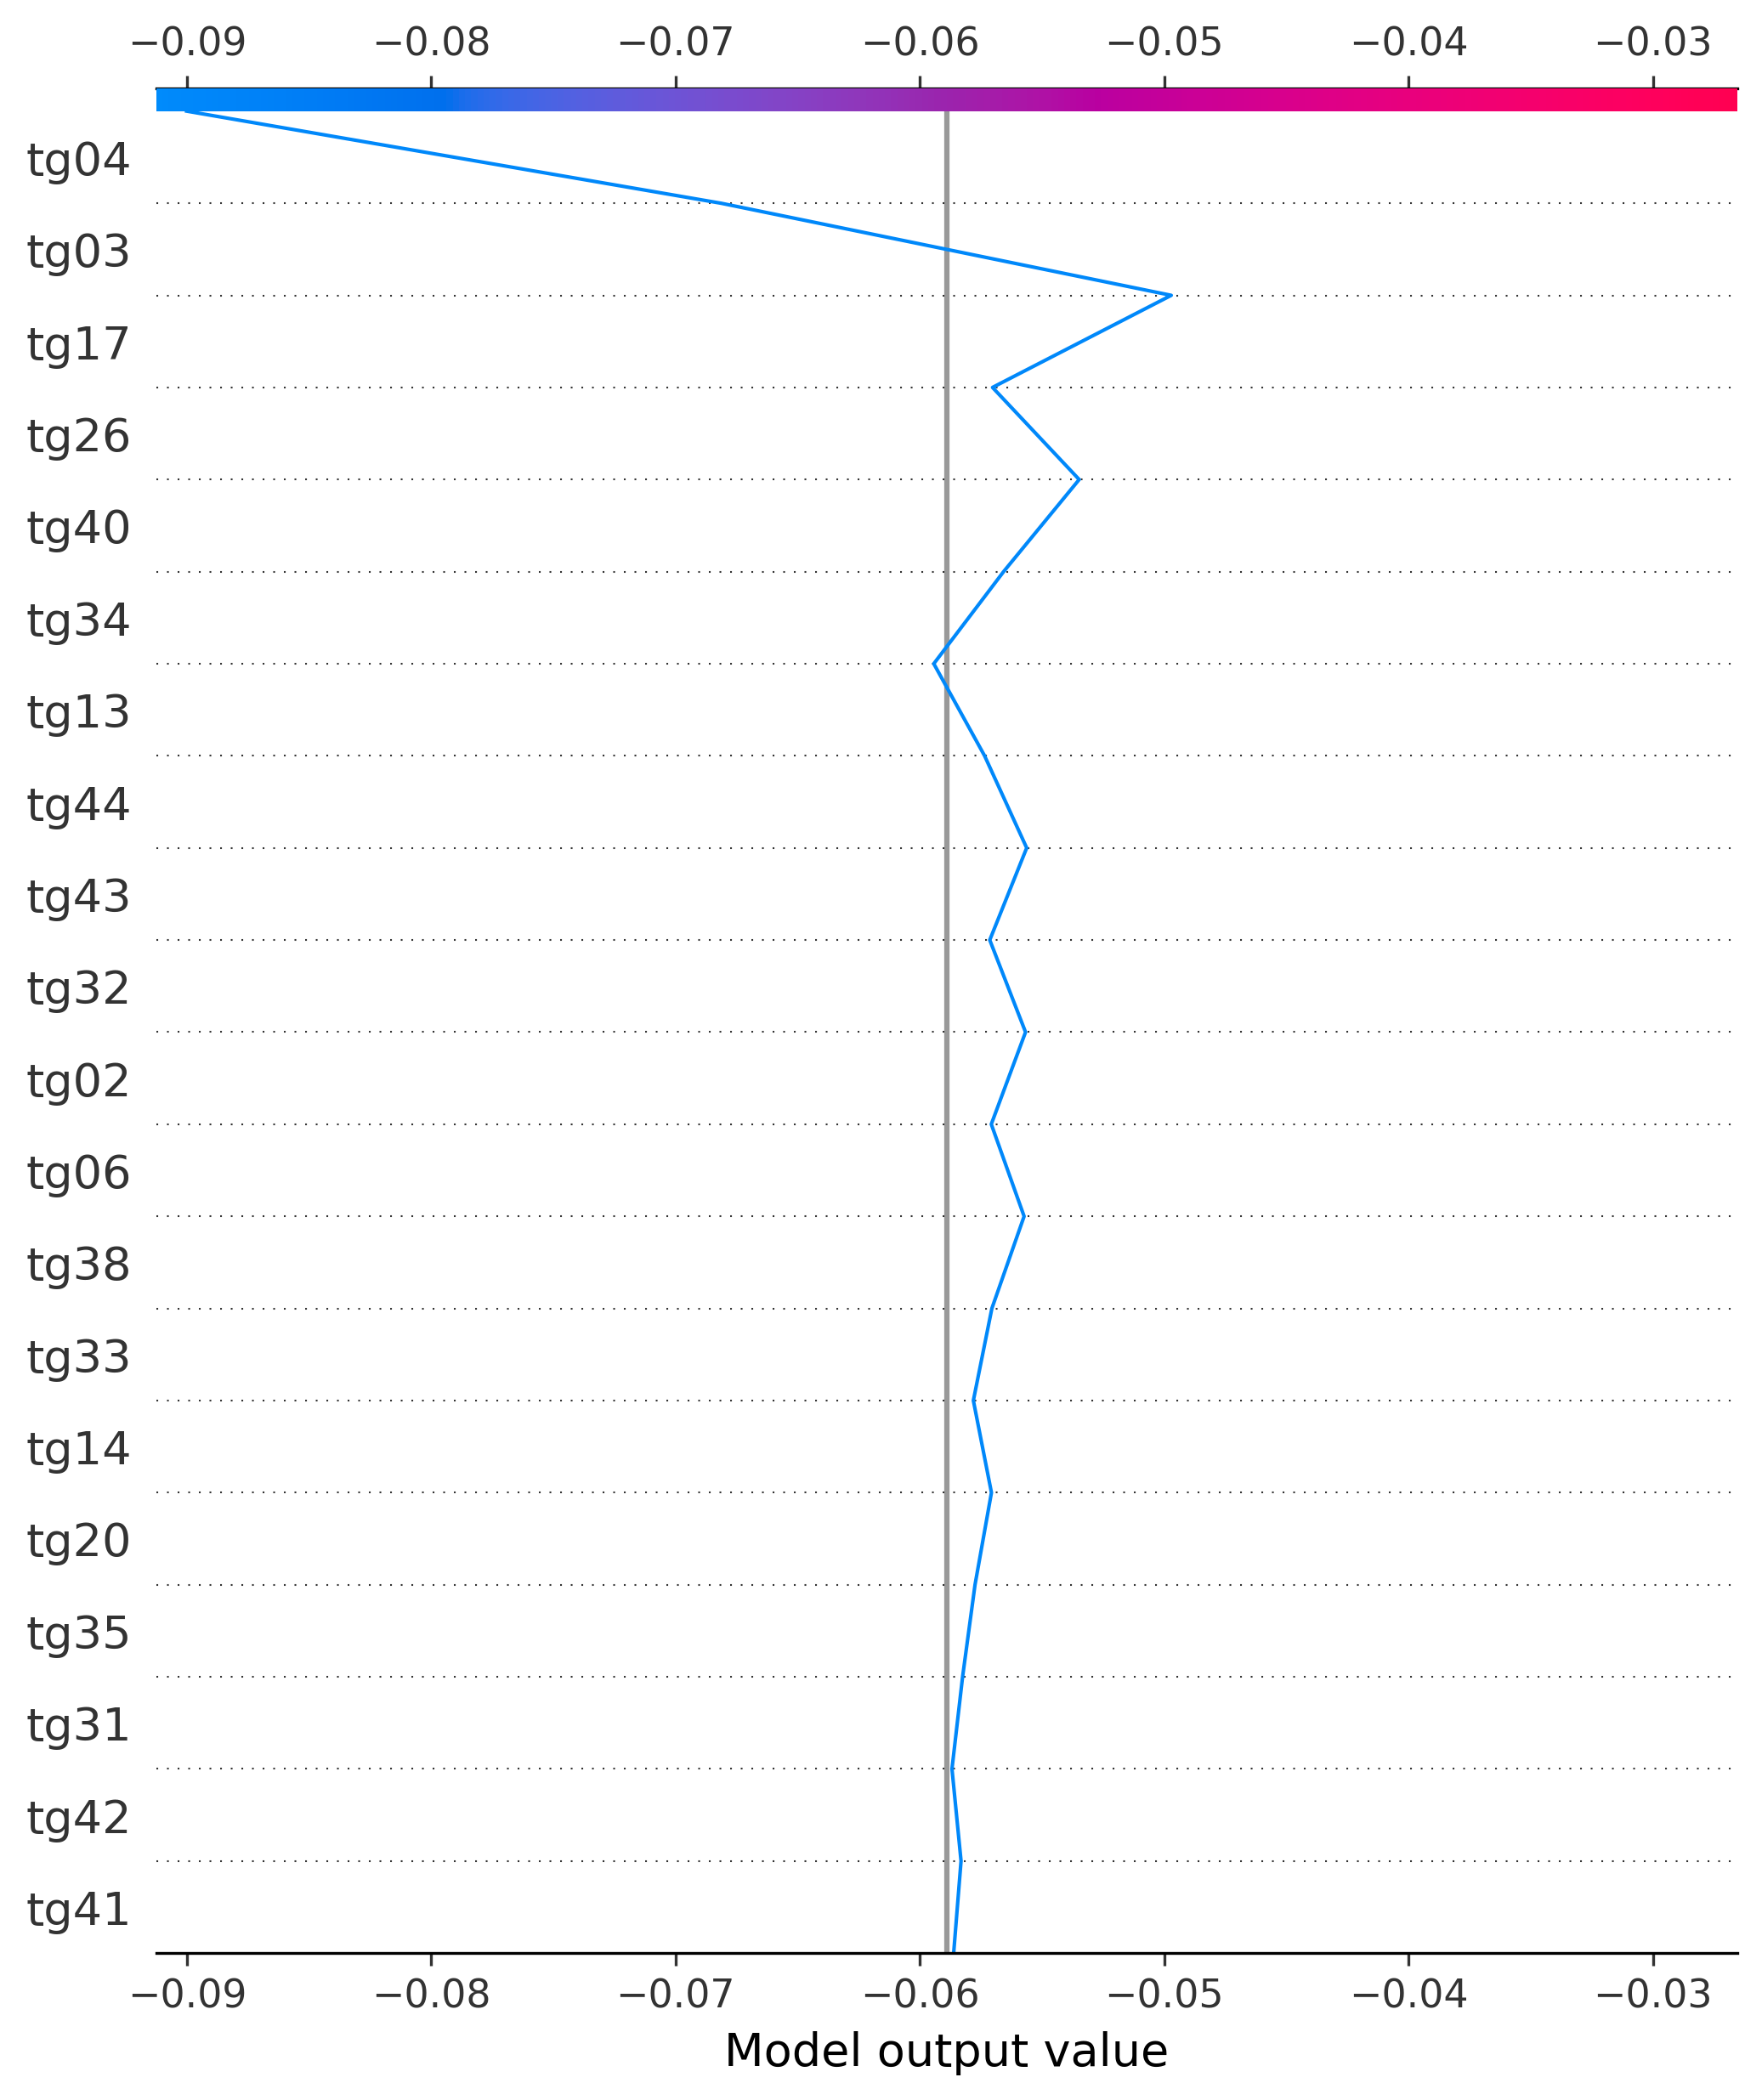 −0.09 −0.08 −0.07 −0.06 −0.05 −0.04 −0.03
tg04
tg03
tg17
tg26
tg40
tg34
tg13
tg44
tg43
tg32
tg02
tg06
tg38
tg33
tg14
tg20
tg35
tg31
tg42
tg41
−0.09 −0.08 −0.07 −0.06 −0.05 −0.04 −0.03
Model output value